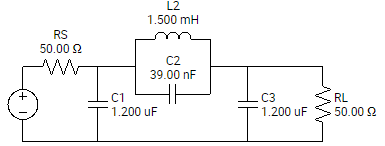 L2
1.500 mH
RS
50.00 Ω
C2
39.00 nF
C1
1.200 uF
C3
1.200 uF
RL
50.00 Ω
+